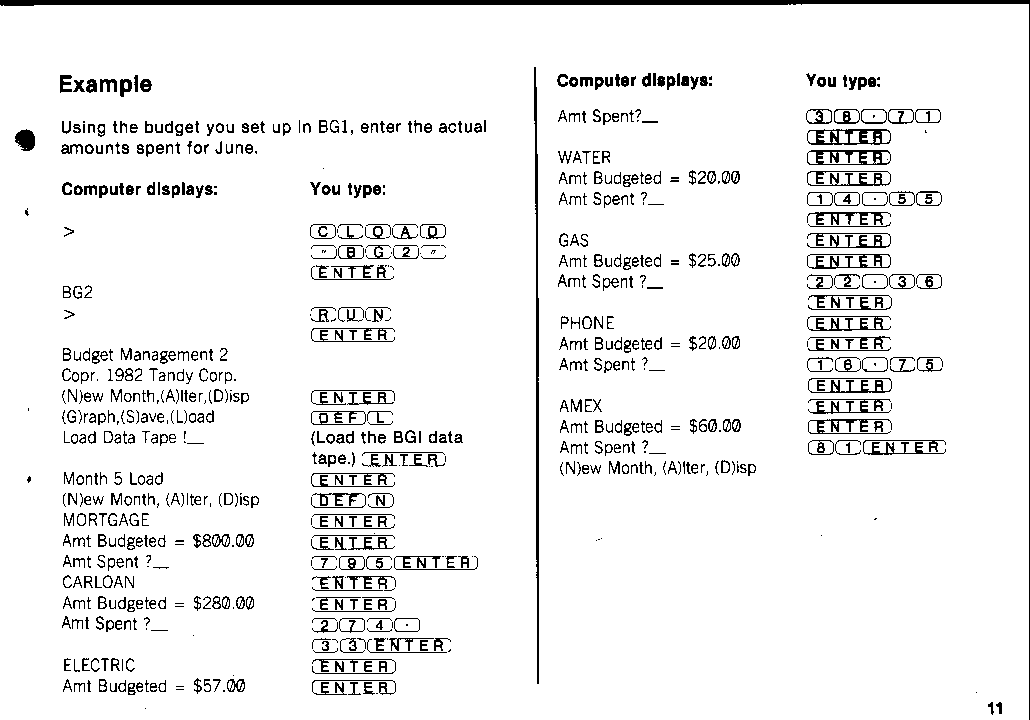 Example
Using the budget you set up in BG1, enter the actual
amounts spent for June.
Computer displays: You type:
> C L O A D
" B G 2 "
ENTER
BG2
> R U N
ENTER
Budget Management 2
Copr. 1982 Tandy Corp.
(N)ew Month,(A)lter,(D)isp ENTER
(G)raph,(S)ave,(L)oad DEF L
Load Data Tape !_ (Load the BGI data
tape.) ENTER
Month 5 Load ENTER
(N)ew Month, (A)lter, (D)isp DEF N
MORTGAGE ENTER
Amt Budgeted = $800.00 ENTER
Amt Spent ?_ 7 9 5 ENTER
CARLOAN ENTER
Amt Budgeted = $280.00 ENTER
Amt Spent ?_ 2 7 4 .
3 3 ENTER
ELECTRIC ENTER
Amt Budgeted = $57.00 ENTER
Computer displays: You type:
Amt Spent?_ 3 8 . 7 1
ENTER
WATER ENTER
Amt Budgeted = $20.00 ENTER
Amt Spent ?_ 1 4 . 5 5
ENTER
GAS ENTER
Amt Budgeted = $25.00 ENTER
Amt Spent ?_ 2 2 . 3 6
ENTER
PHONE ENTER
Amt Budgeted = $20.00 ENTER
Amt Spent ?_ 1 6 . 7 5
ENTER
AMEX ENTER
Amt Budgeted = $60.00 ENTER
Amt Spent ?_ 8 1 ENTER
(N)ew Month, (A)lter, (D)isp
11